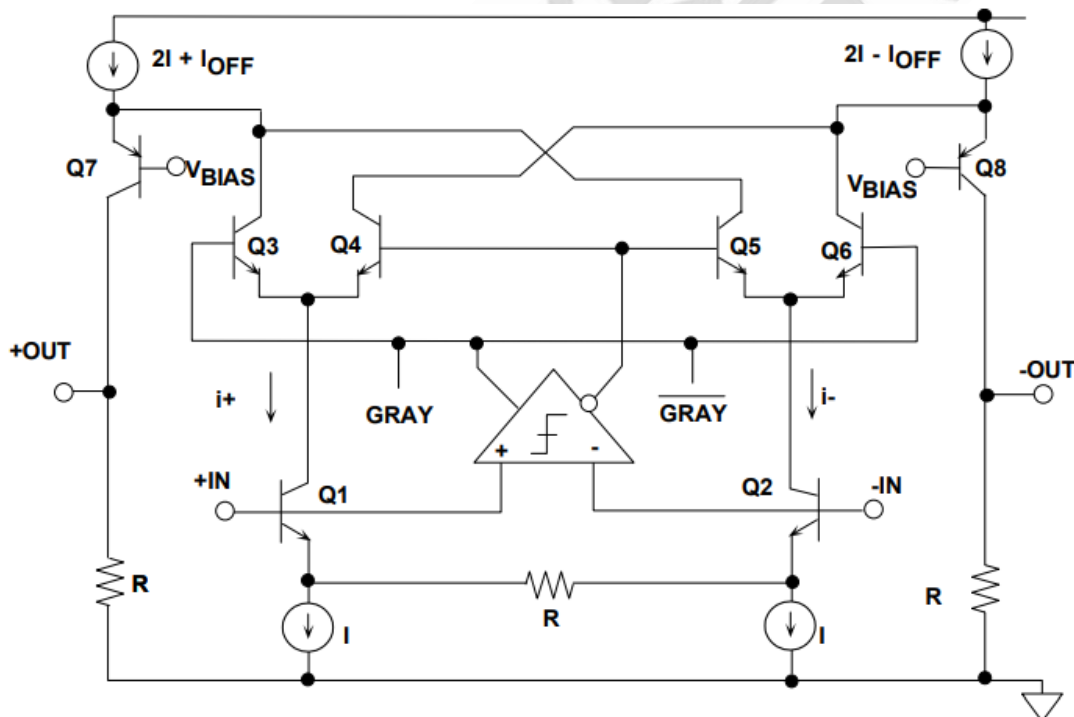 2I + IOFF
2I - IOFF
Q7
VBIAS
VBIAS
Q8
Q3
Q4
Q5
Q6
+OUT
-OUT
i+
GRAY
GRAY
i-
+
-
+IN
Q1
Q2
-IN
R
R
R
I
I